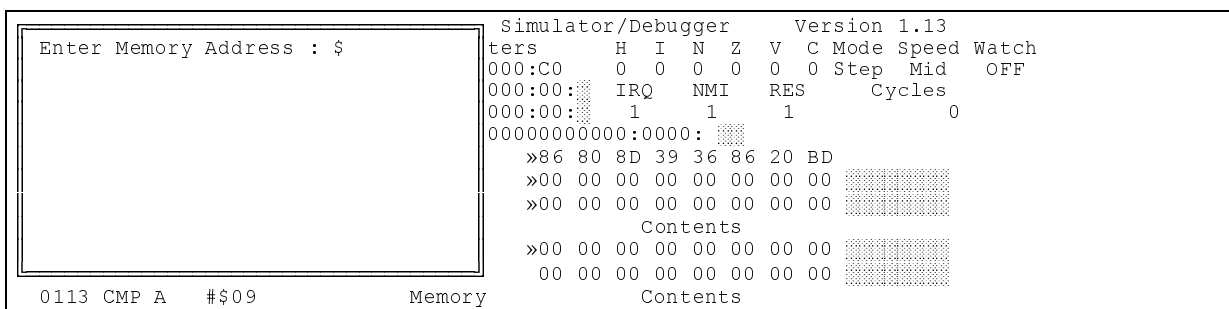 Simulator/Debugger Version 1.13
Enter Memory Address : $ ters H I N Z V C Mode Speed Watch
000:C0 0 0 0 0 0 0 Step Mid OFF
000:00:░ IRQ NMI RES Cycles
000:00:░ 1 1 1 0
00000000000:0000: ░░
»86 80 8D 39 36 86 20 BD
»00 00 00 00 00 00 00 00 ░░░░░░░░
»00 00 00 00 00 00 00 00 ░░░░░░░░
Contents
»00 00 00 00 00 00 00 00 ░░░░░░░░
00 00 00 00 00 00 00 00 ░░░░░░░░
0113 CMP A #$09 Memory Contents